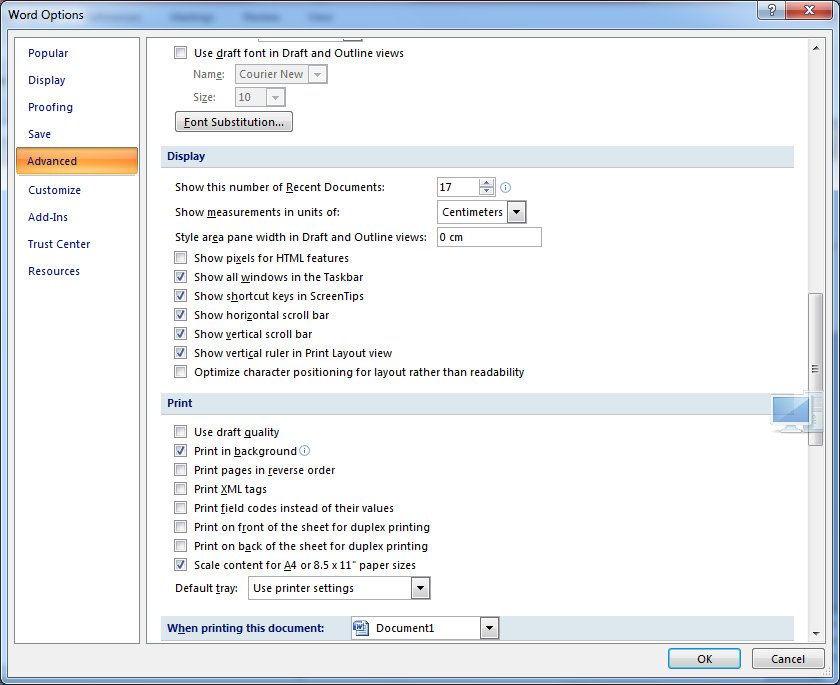 Word Options
Popular
Display
Proofing
Save
Advanced
Customize
Add-Ins
Trust Center
Resources
Use draft font in Draft and Outline views
Name: Courier New
Size: 10
Font Substitution...
Display
Show this number of Recent Documents: 17
Show measurements in units of: Centimeters
Style area pane width in Draft and Outline views: 0 cm
Show pixels for HTML features
Show all windows in the Taskbar
Show shortcut keys in ScreenTips
Show horizontal scroll bar
Show vertical scroll bar
Show vertical ruler in Print Layout view
Optimize character positioning for layout rather than readability
Print
Use draft quality
Print in background
Print pages in reverse order
Print XML tags
Print field codes instead of their values
Print on front of the sheet for duplex printing
Print on back of the sheet for duplex printing
Scale content for A4 or 8.5 x 11" paper sizes
Default tray: Use printer settings
When printing this document: Document1
OK Cancel